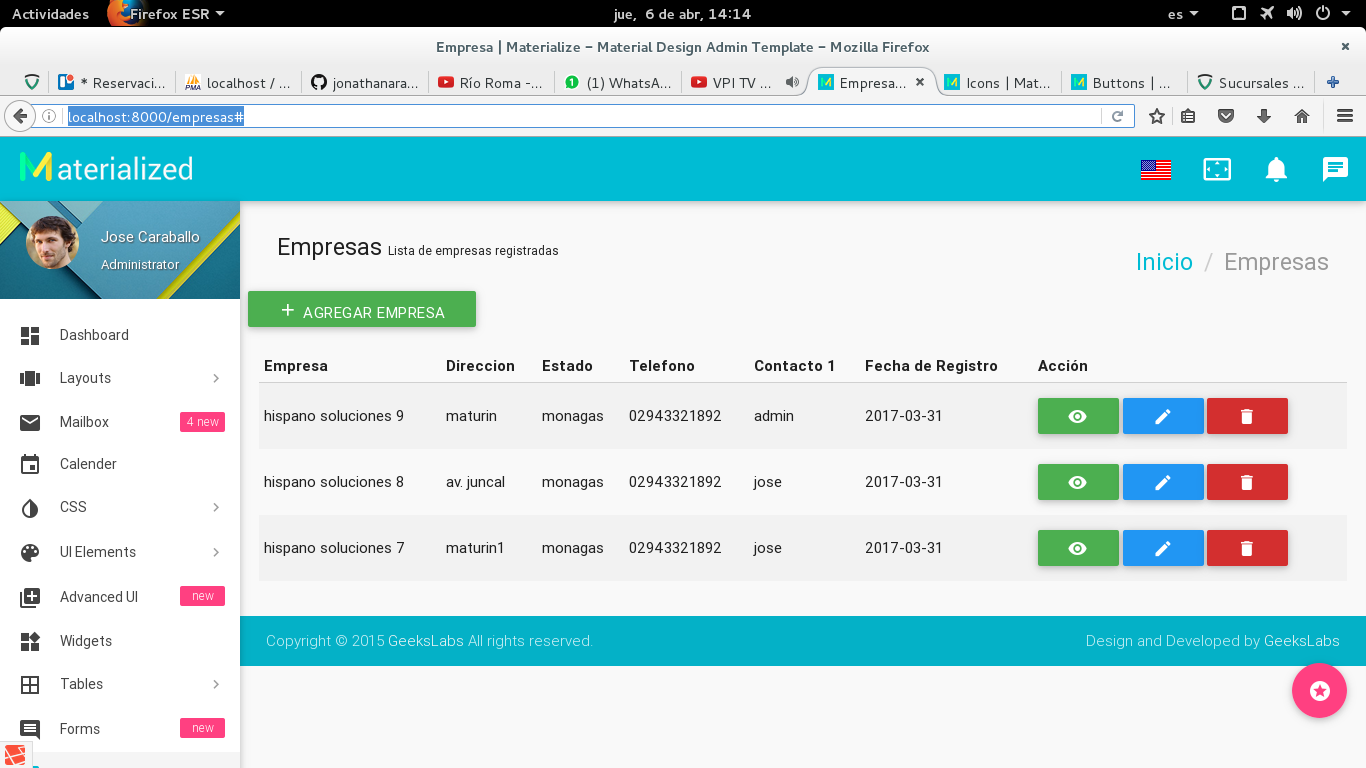 Actividades Firefox ESR jue, 6 de abr, 14:14 es
Empresa | Materialize – Material Design Admin Template – Mozilla Firefox
* Reservaci... localhost / ... jonathanara... Río Roma -... (1) WhatsA... VPI TV ... Empresa... Icons | Mat... Buttons | ... Sucursales ...
localhost:8000/empresas#
Materialized
Jose Caraballo
Administrator
Dashboard
Layouts
Mailbox 4 new
Calender
CSS
UI Elements
Advanced UI new
Widgets
Tables
Forms new
Empresas Lista de empresas registradas
Inicio / Empresas
+ AGREGAR EMPRESA
Empresa Direccion Estado Telefono Contacto 1 Fecha de Registro Acción
hispano soluciones 9 maturin monagas 02943321892 admin 2017-03-31
hispano soluciones 8 av. juncal monagas 02943321892 jose 2017-03-31
hispano soluciones 7 maturin1 monagas 02943321892 jose 2017-03-31
Copyright © 2015 GeeksLabs All rights reserved. Design and Developed by GeeksLabs